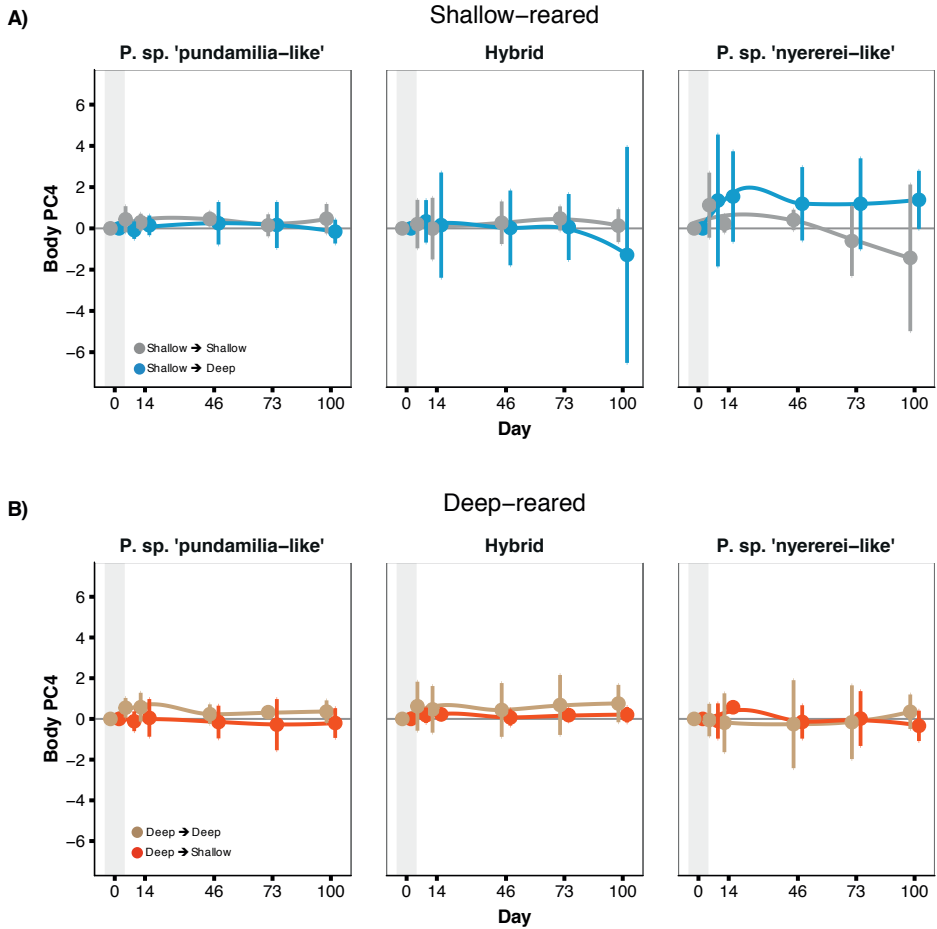 A)
Shallow−reared
P. sp. 'pundamilia−like'
Hybrid
P. sp. 'nyererei−like'
Body PC4
6
4
2
0
−2
−4
−6
Shallow ➔ Shallow
Shallow ➔ Deep
0 14 46 73 100
0 14 46 73 100
0 14 46 73 100
Day
B)
Deep−reared
P. sp. 'pundamilia−like'
Hybrid
P. sp. 'nyererei−like'
Body PC4
6
4
2
0
−2
−4
−6
Deep ➔ Deep
Deep ➔ Shallow
0 14 46 73 100
0 14 46 73 100
0 14 46 73 100
Day